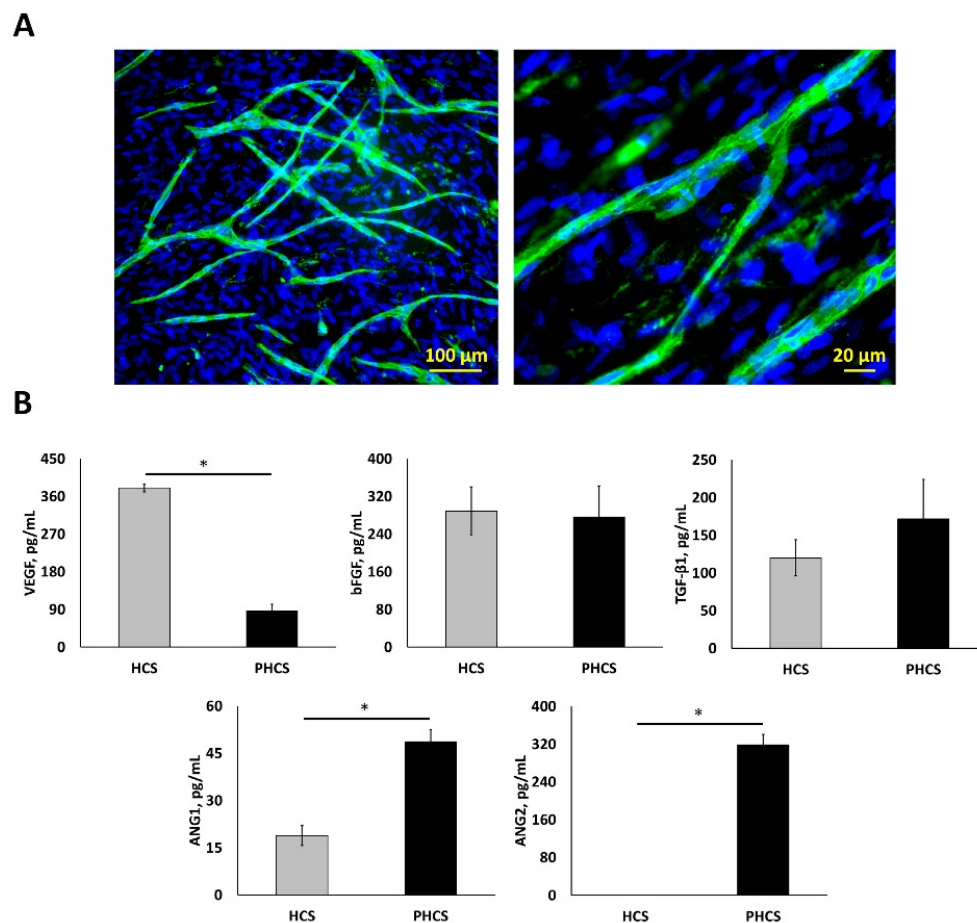 A
100 µm
20 µm
B
VEGF, pg/mL
450
360
270
180
90
0
*
HCS
PHCS
bFGF, pg/mL
400
320
240
160
80
0
HCS
PHCS
TGF-β1, pg/mL
250
200
150
100
50
0
HCS
PHCS
ANG1, pg/mL
60
45
30
15
0
*
HCS
PHCS
ANG2, pg/mL
400
320
240
160
80
0
*
HCS
PHCS